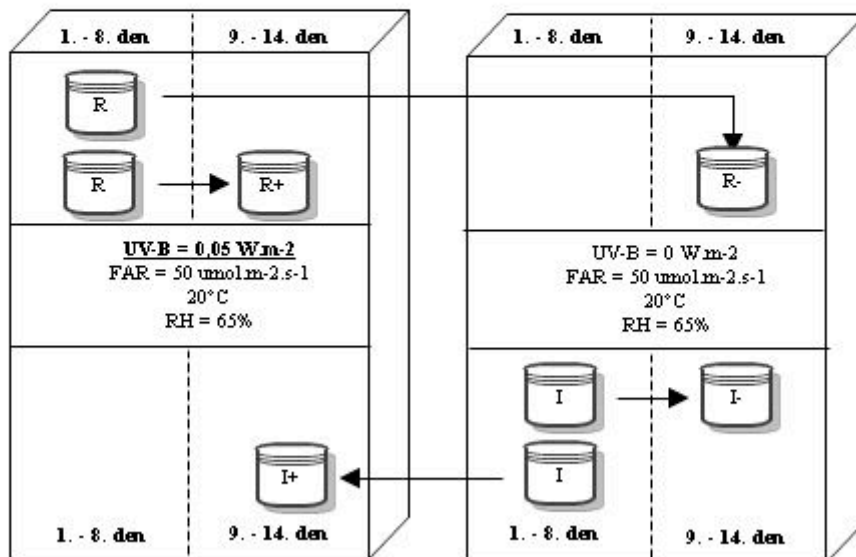 1. - 8. den
9. - 14. den
R
R
R+
UV-B = 0,05 W.m-2
FAR = 50 umol.m-2.s-1
20°C
RH = 65%
I+
1. - 8. den
9. - 14. den
1. - 8. den
9. - 14. den
R-
UV-B = 0 W.m-2
FAR = 50 umol.m-2.s-1
20°C
RH = 65%
I
I-
I
1. - 8. den
9. - 14. den